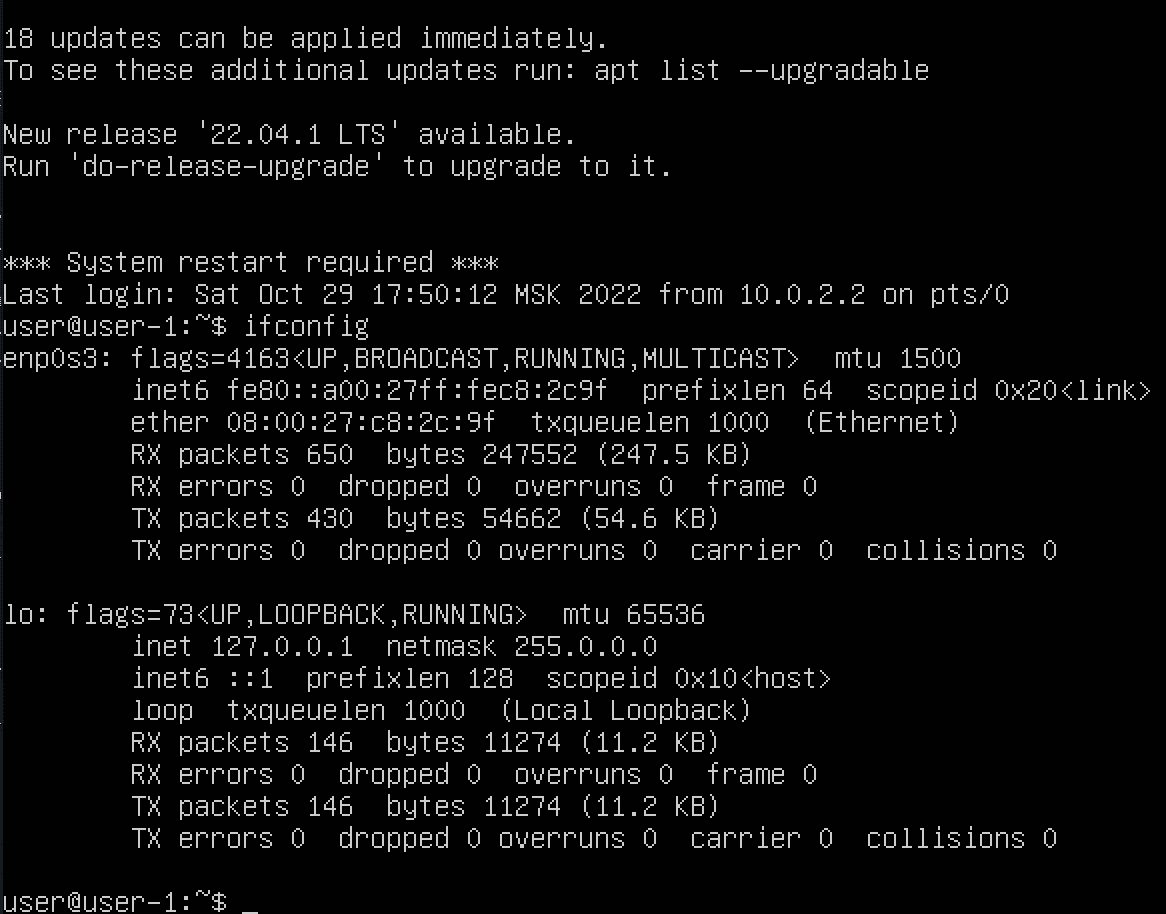 18 updates can be applied immediately.
To see these additional updates run: apt list --upgradable
New release '22.04.1 LTS' available.
Run 'do-release-upgrade' to upgrade to it.
*** System restart required ***
Last login: Sat Oct 29 17:50:12 MSK 2022 from 10.0.2.2 on pts/0
user@user-1:~$ ifconfig
enp0s3: flags=4163<UP,BROADCAST,RUNNING,MULTICAST>  mtu 1500
        inet6 fe80::a00:27ff:fec8:2c9f  prefixlen 64  scopeid 0x20<link>
        ether 08:00:27:c8:2c:9f  txqueuelen 1000  (Ethernet)
        RX packets 650  bytes 247552 (247.5 KB)
        RX errors 0  dropped 0  overruns 0  frame 0
        TX packets 430  bytes 54662 (54.6 KB)
        TX errors 0  dropped 0 overruns 0  carrier 0  collisions 0
lo: flags=73<UP,LOOPBACK,RUNNING>  mtu 65536
        inet 127.0.0.1  netmask 255.0.0.0
        inet6 ::1  prefixlen 128  scopeid 0x10<host>
        loop  txqueuelen 1000  (Local Loopback)
        RX packets 146  bytes 11274 (11.2 KB)
        RX errors 0  dropped 0  overruns 0  frame 0
        TX packets 146  bytes 11274 (11.2 KB)
        TX errors 0  dropped 0 overruns 0  carrier 0  collisions 0
user@user-1:~$ _